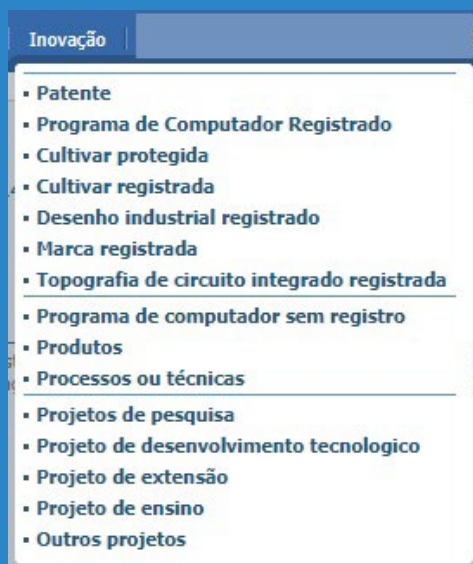 Inovação
Patente
Programa de Computador Registrado
Cultivar protegida
Cultivar registrada
Desenho industrial registrado
Marca registrada
Topografia de circuito integrado registrada
Programa de computador sem registro
Produtos
Processos ou técnicas
Projetos de pesquisa
Projeto de desenvolvimento tecnologico
Projeto de extensão
Projeto de ensino
Outros projetos